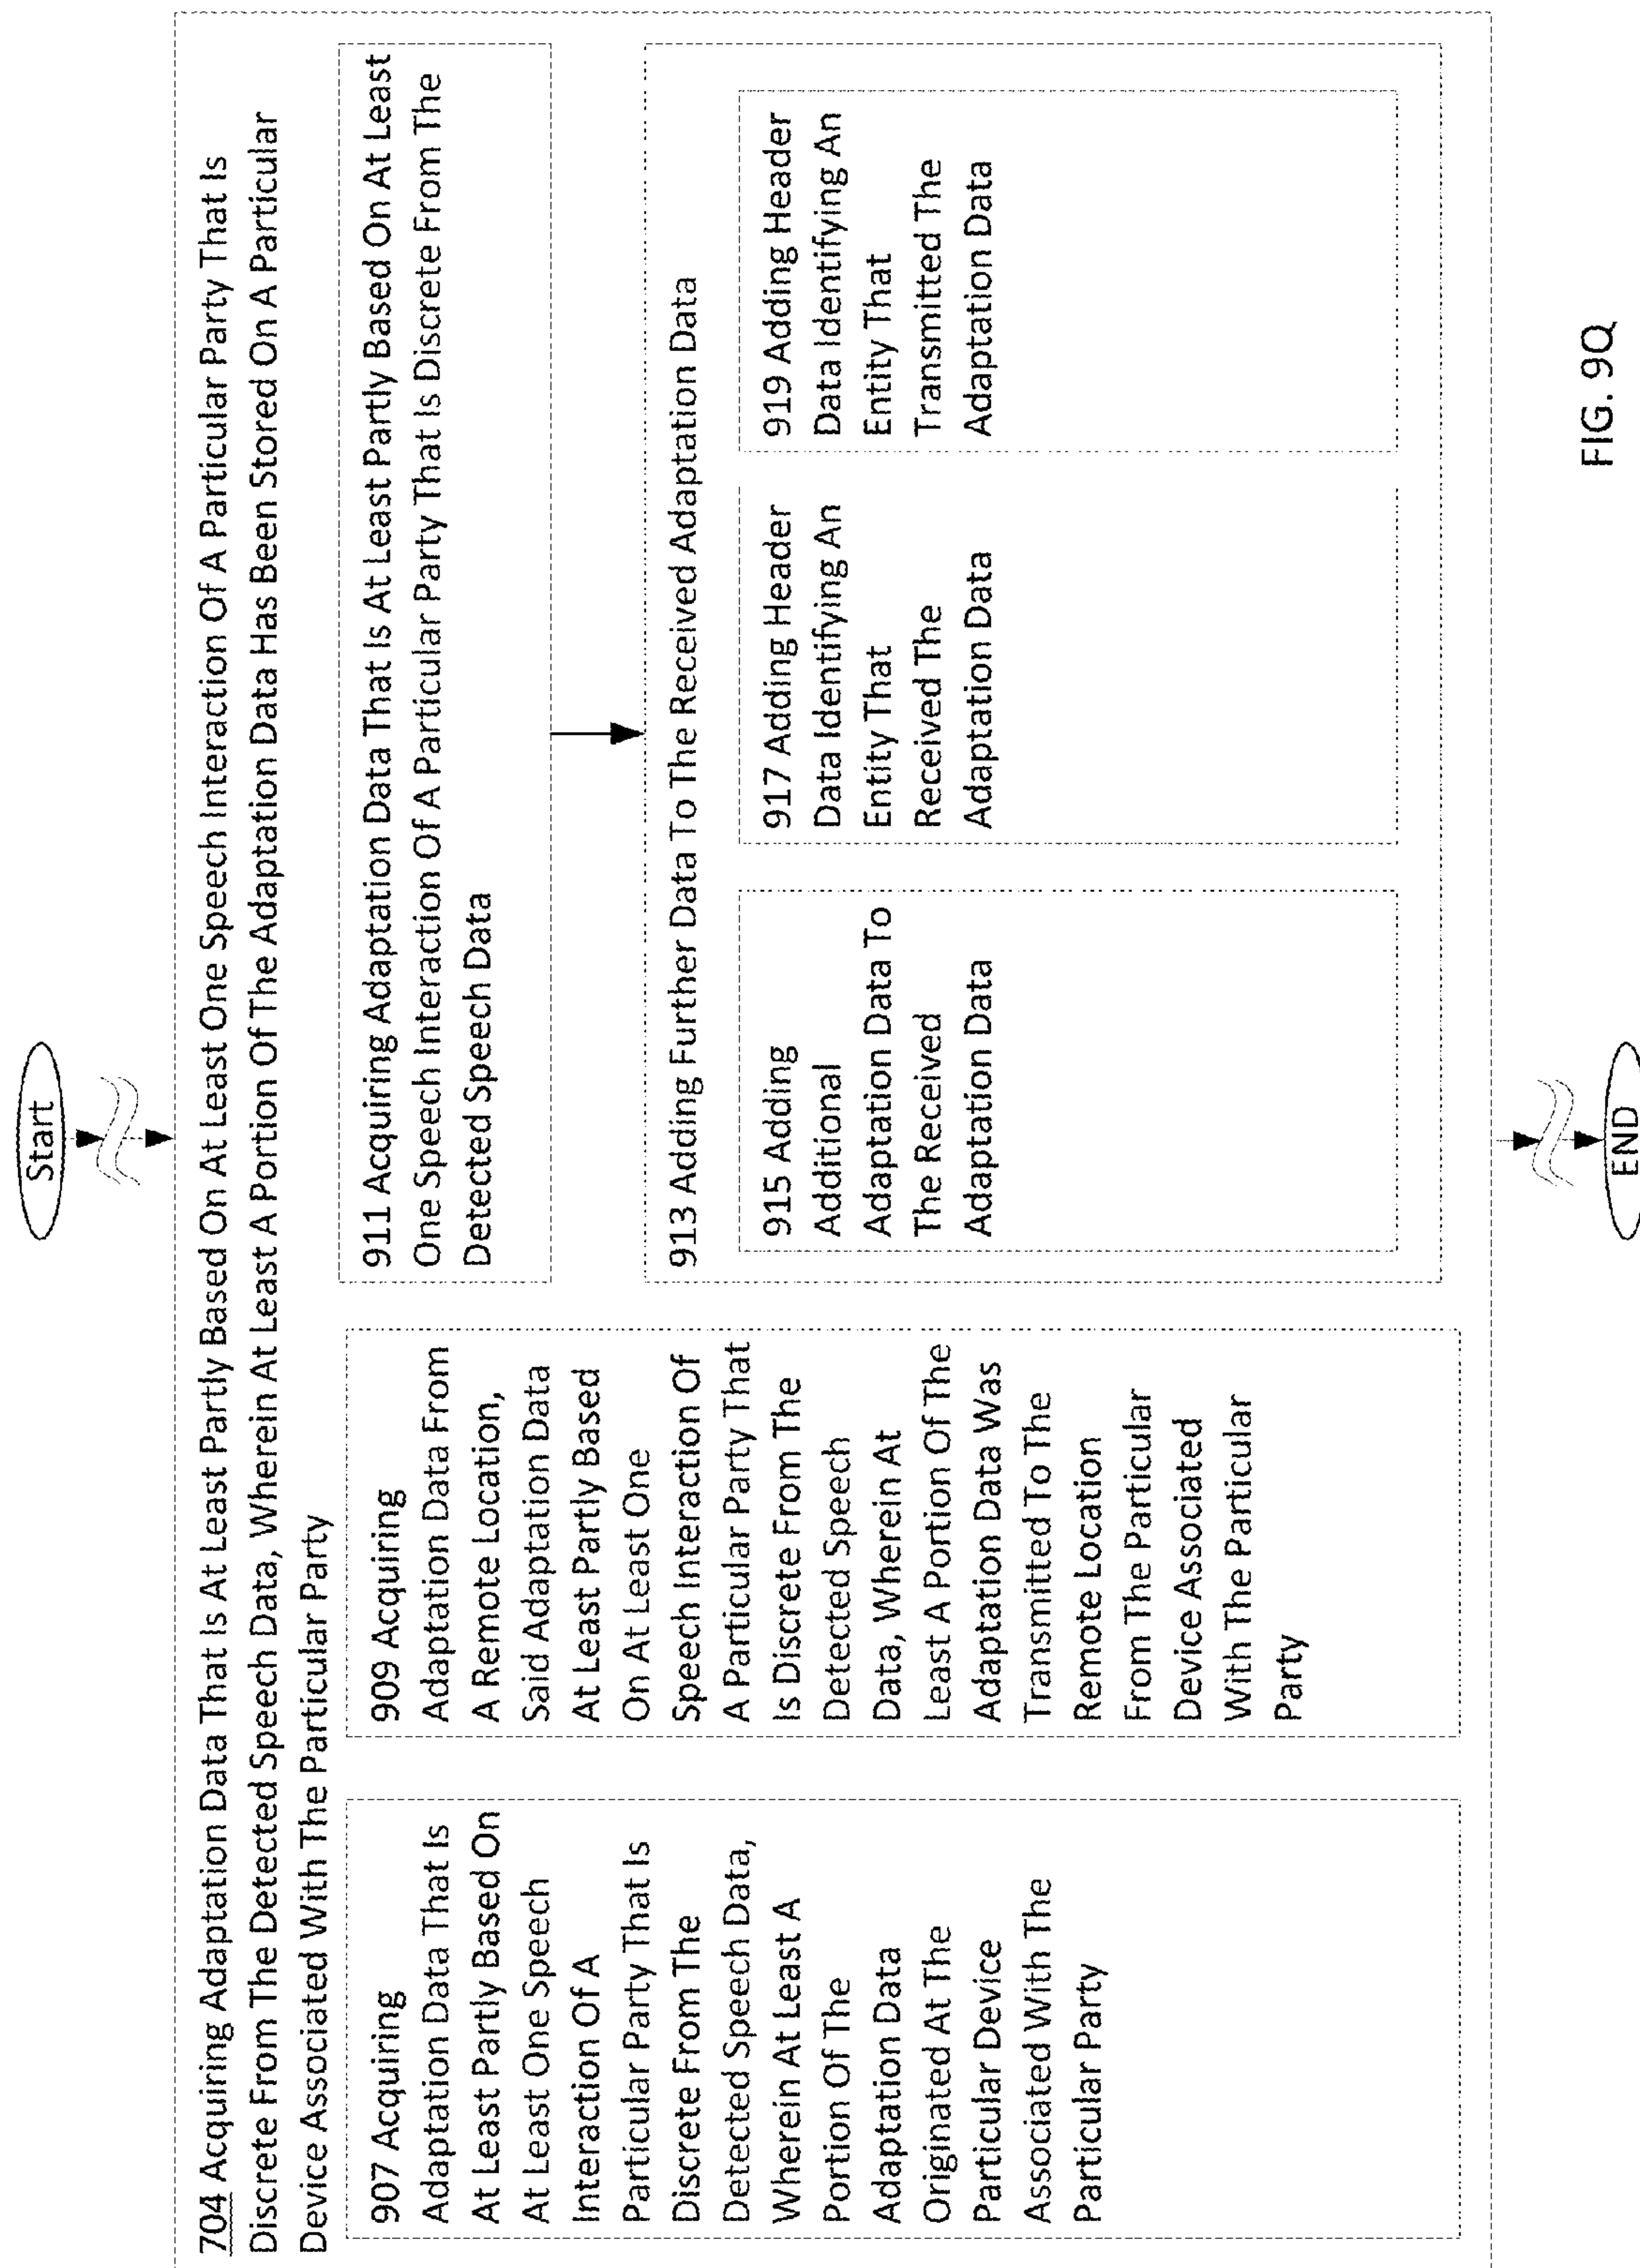 Start
704 Acquiring Adaptation Data That Is At Least Partly Based On At Least One Speech Interaction Of A Particular Party That Is
Discrete From The Detected Speech Data, Wherein At Least A Portion Of The Adaptation Data Has Been Stored On A Particular
Device Associated With The Particular Party
907 Acquiring
Adaptation Data That Is
At Least Partly Based On
At Least One Speech
Interaction Of A
Particular Party That Is
Discrete From The
Detected Speech Data,
Wherein At Least A
Portion Of The
Adaptation Data
Originated At The
Particular Device
Associated With The
Particular Party
909 Acquiring
Adaptation Data From
A Remote Location,
Said Adaptation Data
At Least Partly Based
On At Least One
Speech Interaction Of
A Particular Party That
Is Discrete From The
Detected Speech
Data, Wherein At
Least A Portion Of The
Adaptation Data Was
Transmitted To The
Remote Location
From The Particular
Device Associated
With The Particular
Party
911 Acquiring Adaptation Data That Is At Least Partly Based On At Least
One Speech Interaction Of A Particular Party That Is Discrete From The
Detected Speech Data
913 Adding Further Data To The Received Adaptation Data
915 Adding
Additional
Adaptation Data To
The Received
Adaptation Data
917 Adding Header
Data Identifying An
Entity That
Received The
Adaptation Data
919 Adding Header
Data Identifying An
Entity That
Transmitted The
Adaptation Data
END
FIG. 9Q